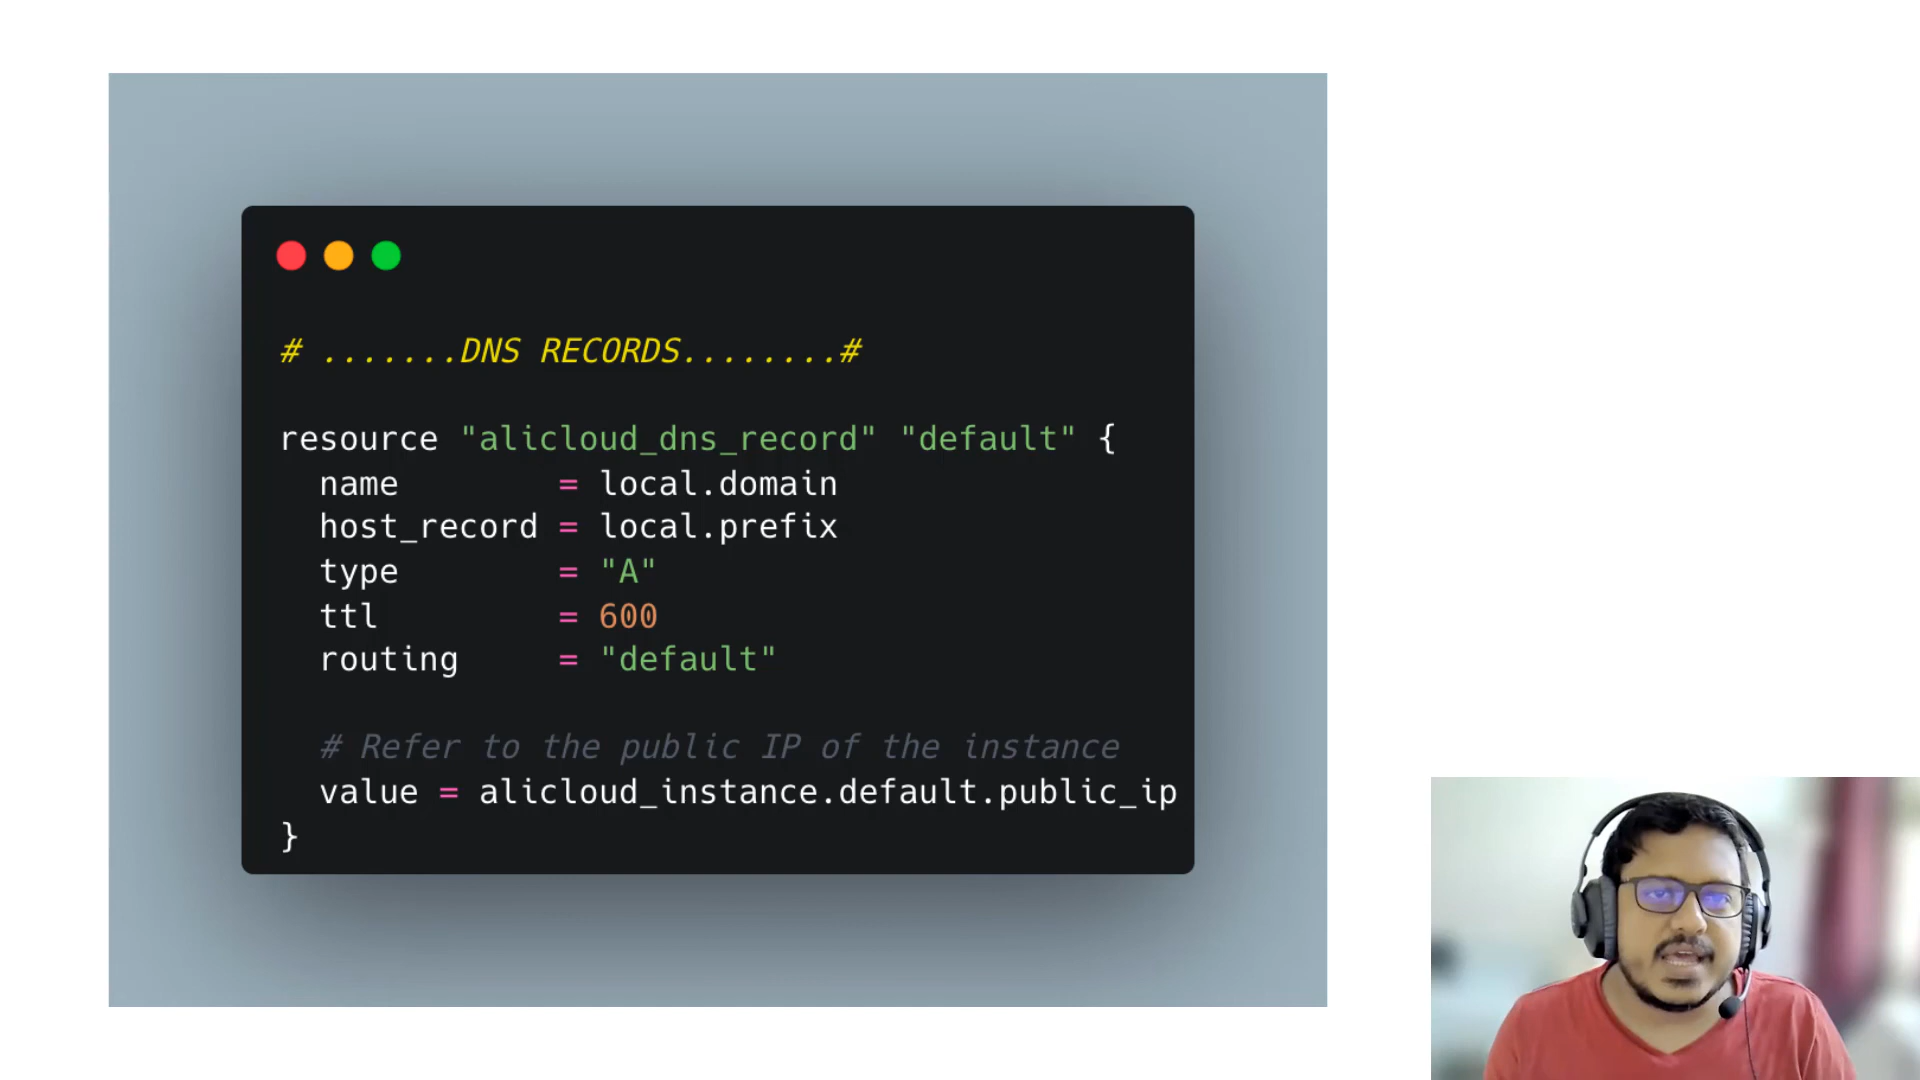 # .......DNS RECORDS........#
resource "alicloud_dns_record" "default" {
name = local.domain
host_record = local.prefix
type = "A"
ttl = 600
routing = "default"
# Refer to the public IP of the instance
value = alicloud_instance.default.public_ip
}